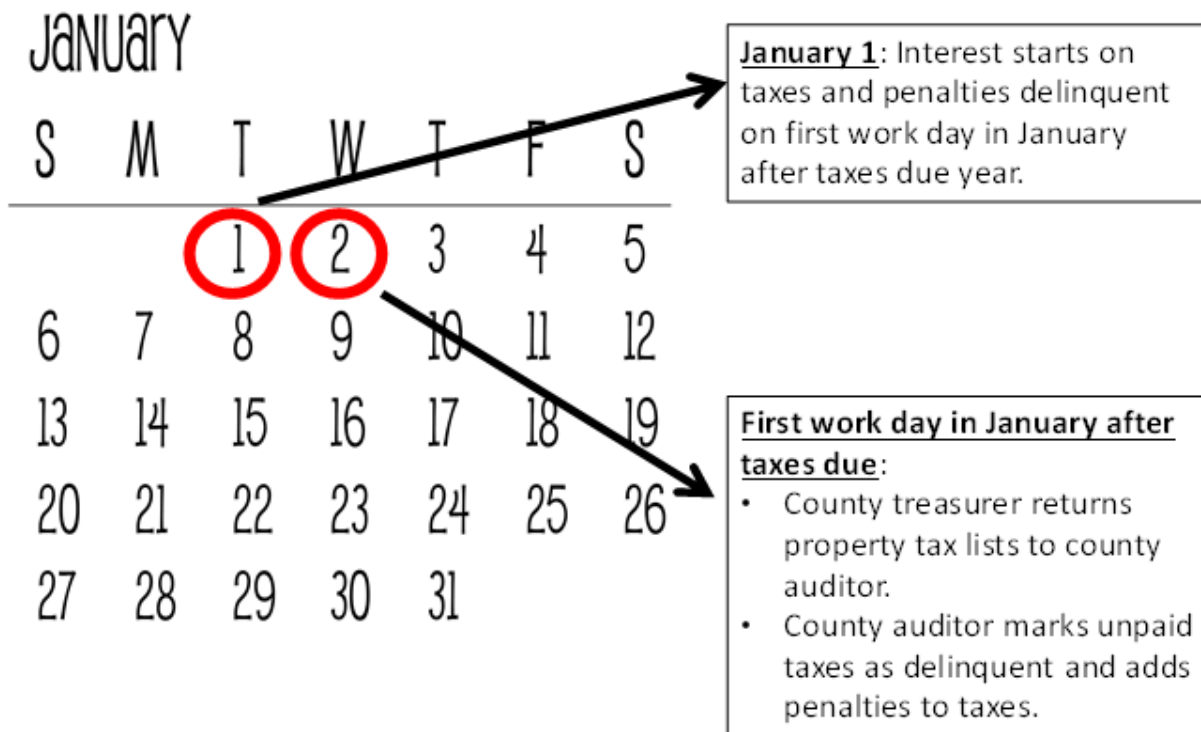 January
S M T W T F S
1 2 3 4 5
6 7 8 9 10 11 12
13 14 15 16 17 18 19
20 21 22 23 24 25 26
27 28 29 30 31
January 1: Interest starts on
taxes and penalties delinquent
on first work day in January
after taxes due year.
First work day in January after
taxes due:
• County treasurer returns
property tax lists to county
auditor.
• County auditor marks unpaid
taxes as delinquent and adds
penalties to taxes.